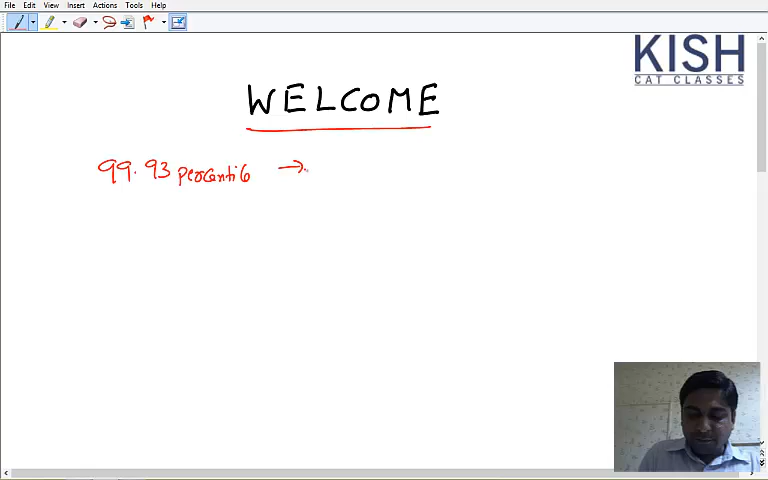 File Edit View Insert Actions Tools Help
KISH
CAT CLASSES
WELCOME
99.93 percentile →